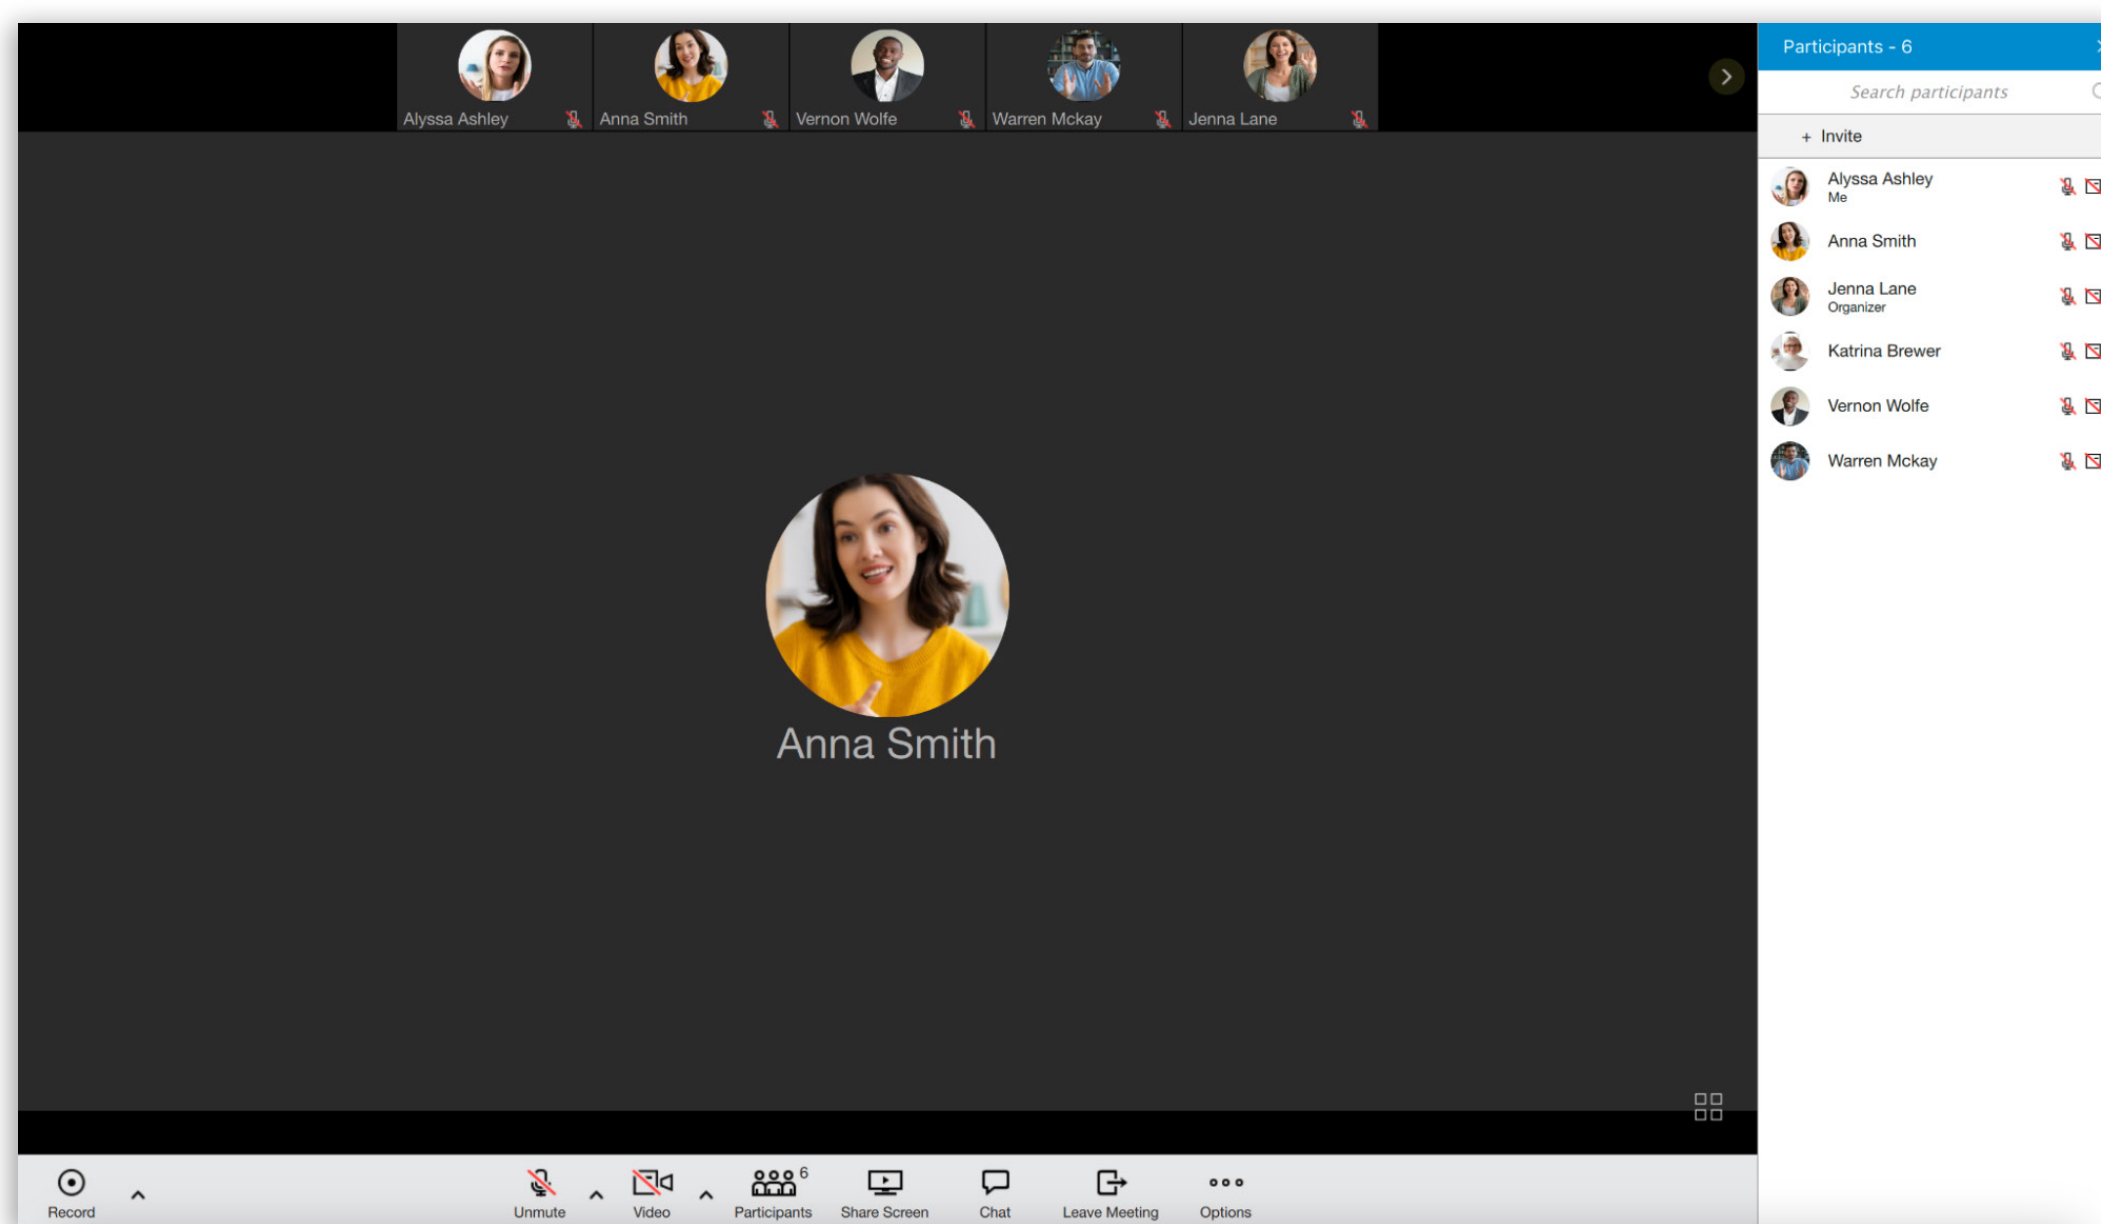 Alyssa Ashley
Anna Smith
Vernon Wolfe
Warren Mckay
Jenna Lane
Anna Smith
Participants - 6
Search participants
+ Invite
Alyssa Ashley
Me
Anna Smith
Jenna Lane
Organizer
Katrina Brewer
Vernon Wolfe
Warren Mckay
Record
Unmute
Video
6
Participants
Share Screen
Chat
Leave Meeting
Options